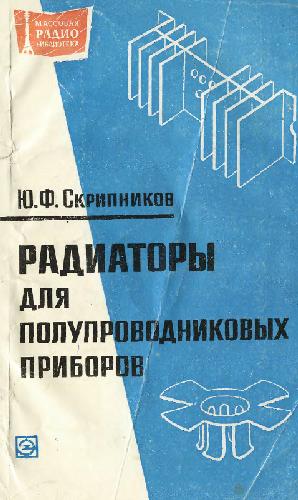 МАССОВАЯ
РАДИО
БИБЛИОТЕКА
Ю.Ф. Скрипников
РАДИАТОРЫ
ДЛЯ
ПОЛУПРОВОДНИКОВЫХ
ПРИБОРОВ